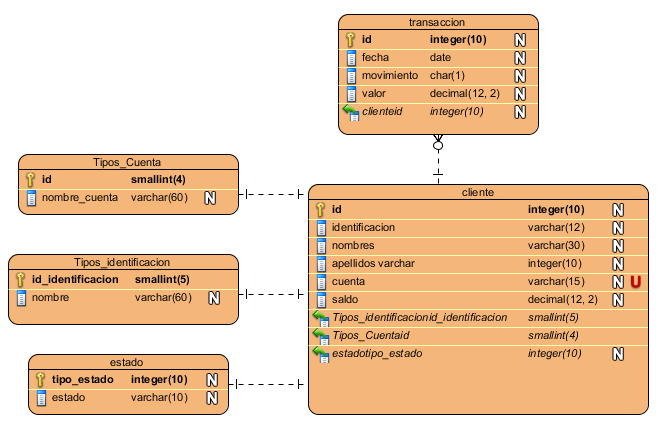 transaccion
id integer(10) N
fecha date N
movimiento char(1) N
valor decimal(12, 2) N
clienteid integer(10) N
Tipos_Cuenta
id smallint(4)
nombre_cuenta varchar(60) N
Tipos_identificacion
id_identificacion smallint(5)
nombre varchar(60) N
estado
tipo_estado integer(10) N
estado varchar(10) N
cliente
id integer(10) N
identificacion varchar(12) N
nombres varchar(30) N
apellidos varchar integer(10) N
cuenta varchar(15) N U
saldo decimal(12, 2) N
Tipos_identificacionid_identificacion smallint(5)
Tipos_Cuentaid smallint(4)
estadotipo_estado integer(10) N